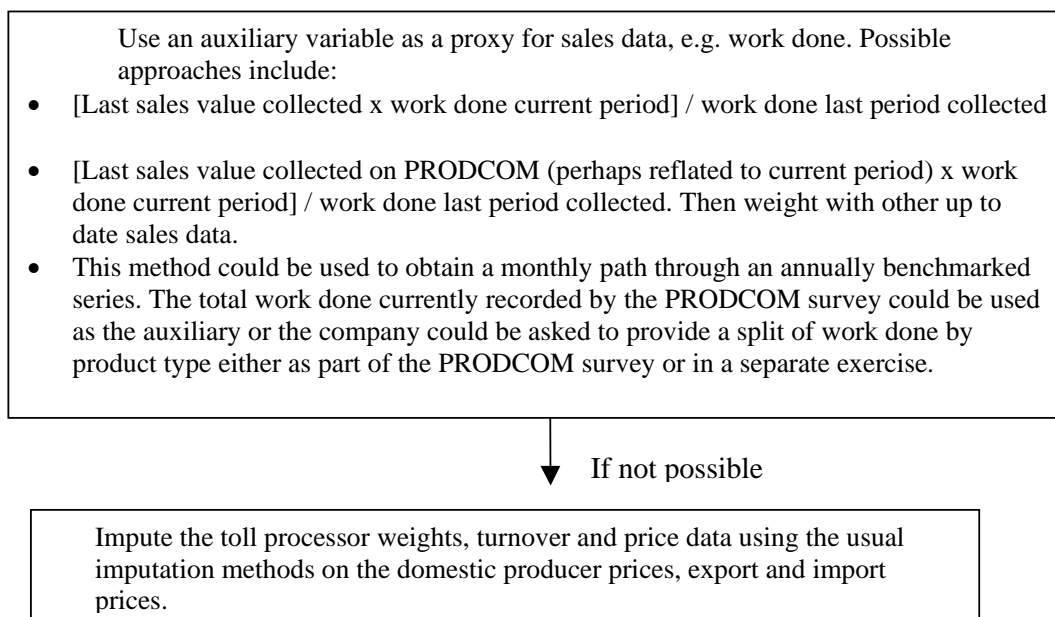 Use an auxiliary variable as a proxy for sales data, e.g. work done. Possible
approaches include:
• [Last sales value collected x work done current period] / work done last period collected
• [Last sales value collected on PRODCOM (perhaps reflated to current period) x work
done current period] / work done last period collected. Then weight with other up to
date sales data.
• This method could be used to obtain a monthly path through an annually benchmarked
series. The total work done currently recorded by the PRODCOM survey could be used
as the auxiliary or the company could be asked to provide a split of work done by
product type either as part of the PRODCOM survey or in a separate exercise.
If not possible
Impute the toll processor weights, turnover and price data using the usual
imputation methods on the domestic producer prices, export and import
prices.